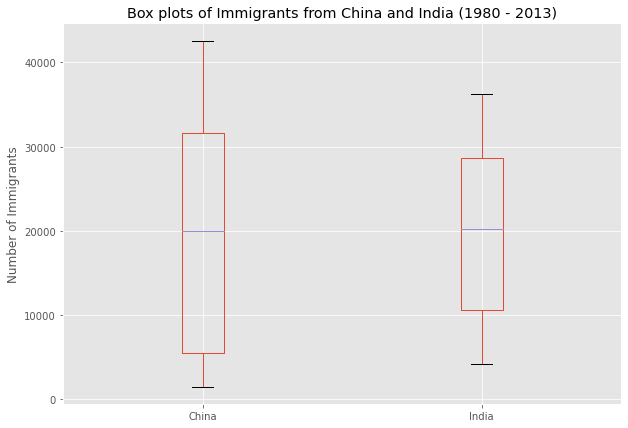 Box plots of Immigrants from China and India (1980 - 2013)
40000
30000
20000
10000
0
Number of Immigrants
China
India